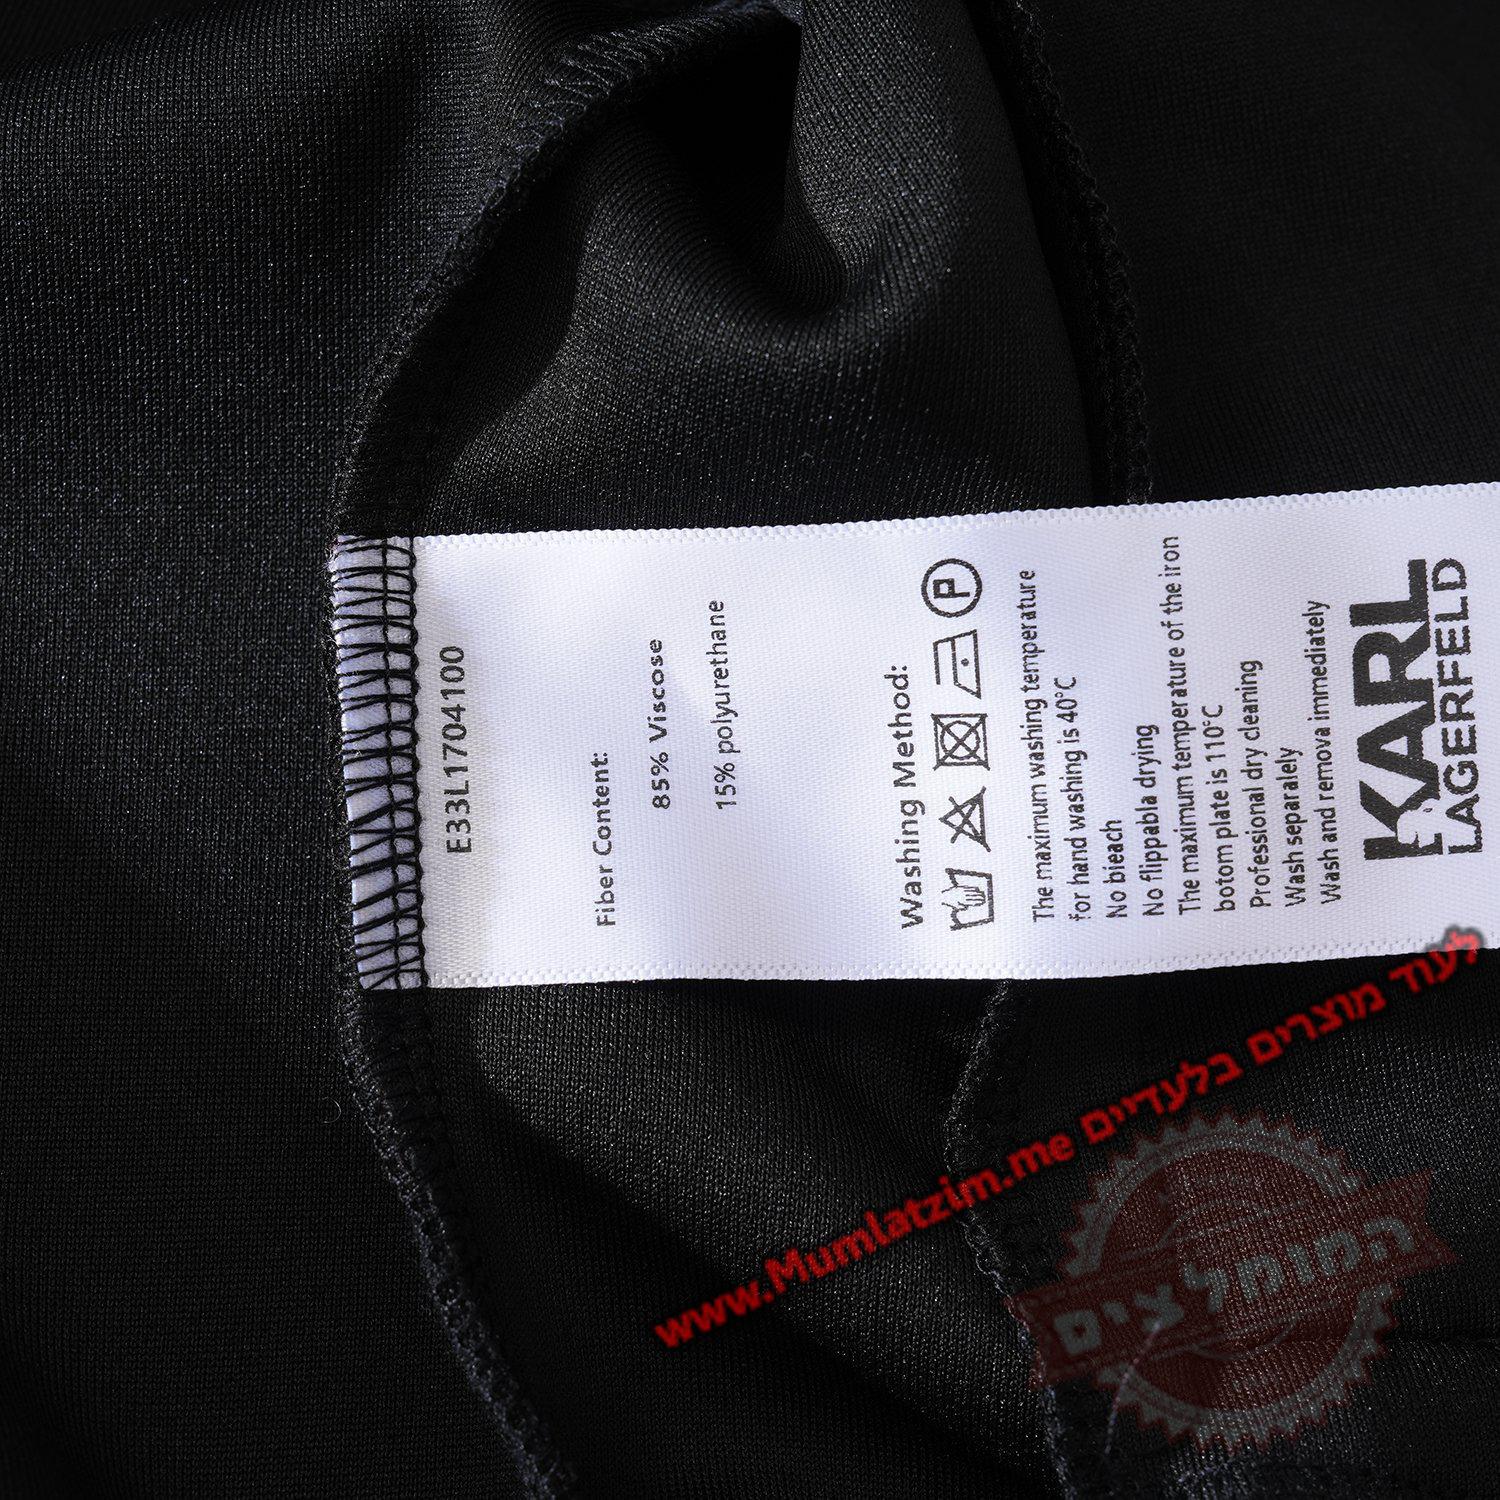 E33L1704100
Fiber Content:
85% Viscose
15% polyurethane
Washing Method:
P
The maximum washing temperature
for hand washing is 40°C
No bleach
No flippabla drying
The maximum temperature of the iron
botom plate is 110°C
Professional dry cleaning
Wash separately
Wash and remova immediately
KARL
LAGERFELD
לעוד מוצרים בלעדיים www.Mumlatzim.me
המומלצים